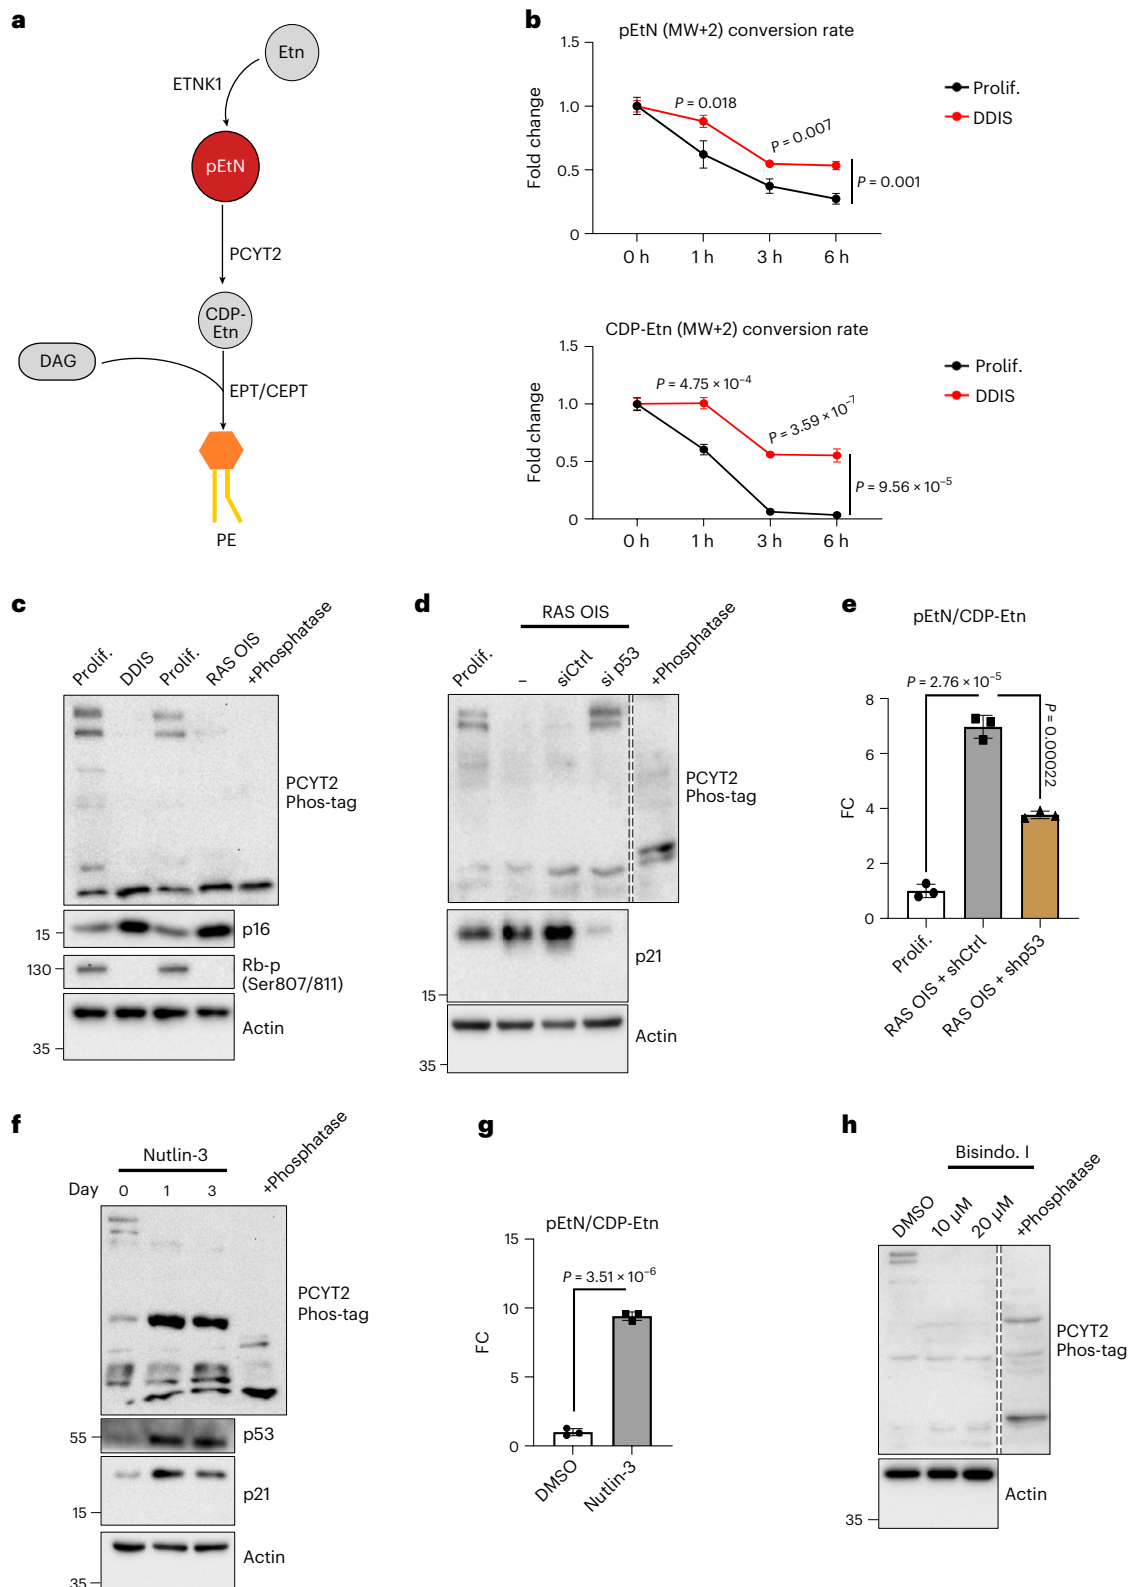 a
Etn
ETNK1
pEtN
PCYT2
CDP-
Etn
DAG
EPT/CEPT
PE
b
pEtN (MW+2) conversion rate
1.5
1.0
0.5
0
Fold change
P = 0.018
P = 0.007
P = 0.001
0 h 1 h 3 h 6 h
Prolif.
DDIS
CDP-Etn (MW+2) conversion rate
1.5
1.0
0.5
0
Fold change
P = 4.75 × 10⁻⁴
P = 3.59 × 10⁻⁷
P = 9.56 × 10⁻⁵
0 h 1 h 3 h 6 h
Prolif.
DDIS
c
Prolif. DDIS Prolif. RAS OIS +Phosphatase
PCYT2
Phos-tag
15
p16
130
Rb-p
(Ser807/811)
Actin
35
d
RAS OIS
Prolif. – siCtrl si p53 +Phosphatase
PCYT2
Phos-tag
p21
15
Actin
35
e
pEtN/CDP-Etn
P = 2.76 × 10⁻⁵
P = 0.00022
8
6
4
2
0
FC
Prolif.
RAS OIS + shCtrl
RAS OIS + shp53
f
Nutlin-3
+Phosphatase
Day 0 1 3
PCYT2
Phos-tag
55
p53
p21
15
Actin
35
g
pEtN/CDP-Etn
P = 3.51 × 10⁻⁶
15
10
5
0
FC
DMSO
Nutlin-3
h
Bisindo. I
DMSO 10 µM 20 µM +Phosphatase
PCYT2
Phos-tag
Actin
35